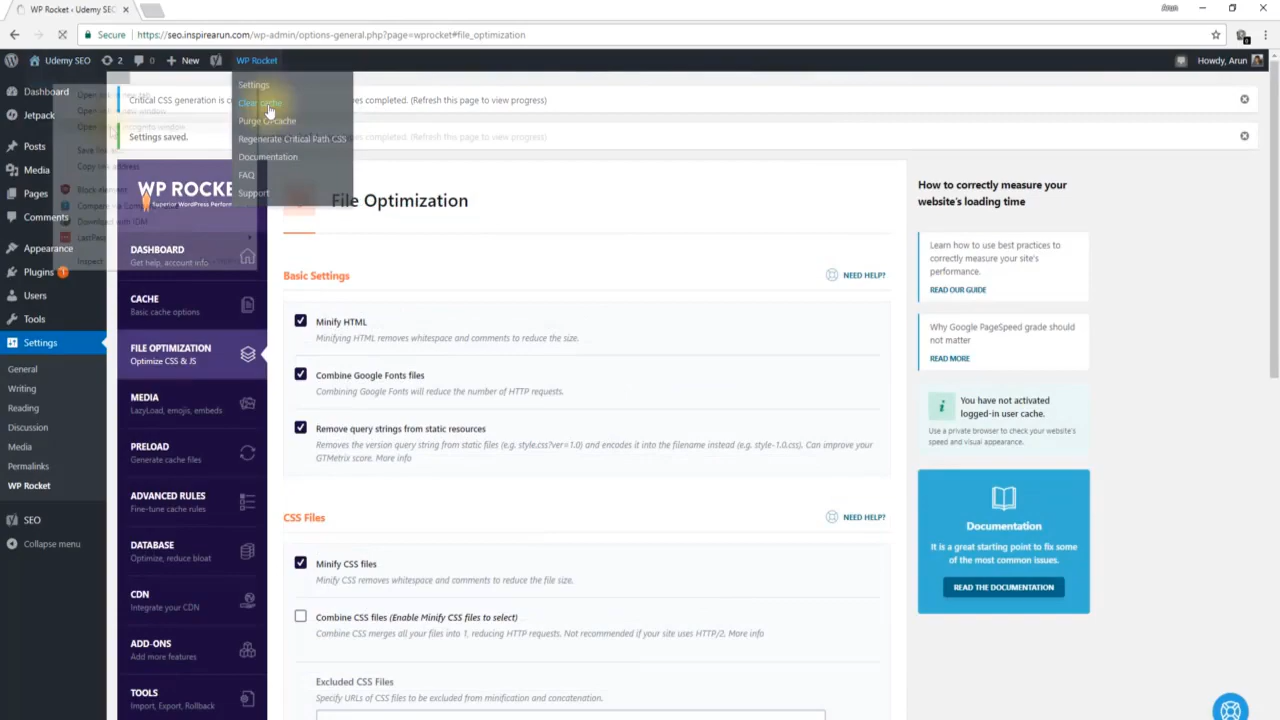 WP Rocket ‹ Udemy SEO
Arun
Secure
https://seo.inspirearun.com/wp-admin/options-general.php?page=wprocket#file_optimization
Udemy SEO
2
0
New
WP Rocket
Howdy, Arun
Settings
Clear cache
Purge OPcache
Regenerate Critical Path CSS
Documentation
FAQ
Support
Critical CSS generation is
completed. (Refresh this page to view progress)
Settings saved.
completed. (Refresh this page to view progress)
Dashboard
Jetpack
Posts
Media
Pages
Comments
Appearance
Plugins 1
Users
Tools
Settings
General
Writing
Reading
Discussion
Media
Permalinks
WP Rocket
SEO
Collapse menu
Inspect
WP ROCKE
Superior WordPress Perform
DASHBOARD
Get help, account info
CACHE
Basic cache options
FILE OPTIMIZATION
Optimize CSS & JS
MEDIA
LazyLoad, emojis, embeds
PRELOAD
Generate cache files
ADVANCED RULES
Fine-tune cache rules
DATABASE
Optimize, reduce bloat
CDN
Integrate your CDN
ADD-ONS
Add more features
TOOLS
Import, Export, Rollback
File Optimization
Basic Settings
NEED HELP?
Minify HTML
Minifying HTML removes whitespace and comments to reduce the size.
Combine Google Fonts files
Combining Google Fonts will reduce the number of HTTP requests.
Remove query strings from static resources
Removes the version query string from static files (e.g. style.css?ver=1.0) and encodes it into the filename instead (e.g. style-1.0.css). Can improve your
GTMetrix score. More info
CSS Files
NEED HELP?
Minify CSS files
Minify CSS removes whitespace and comments to reduce the file size.
Combine CSS files (Enable Minify CSS files to select)
Combine CSS merges all your files into 1, reducing HTTP requests. Not recommended if your site uses HTTP/2. More info
Excluded CSS Files
Specify URLs of CSS files to be excluded from minification and concatenation.
How to correctly measure your
website's loading time
Learn how to use best practices to
correctly measure your site's
performance.
READ OUR GUIDE
Why Google PageSpeed grade should
not matter
READ MORE
You have not activated
logged-in user cache.
Use a private browser to check your website's
speed and visual appearance.
Documentation
It is a great starting point to fix some
of the most common issues.
READ THE DOCUMENTATION